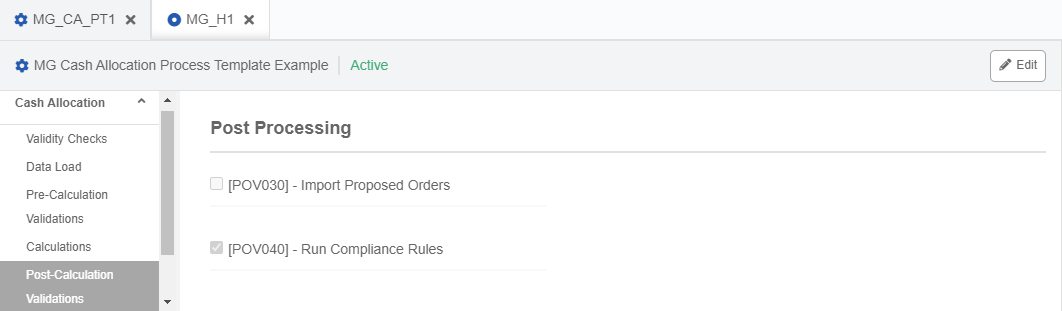 MG_CA_PT1 MG_H1
MG Cash Allocation Process Template Example Active Edit
Cash Allocation
Validity Checks
Data Load
Pre-Calculation
Validations
Calculations
Post-Calculation
Validations
Post Processing
[POV030] - Import Proposed Orders
[POV040] - Run Compliance Rules